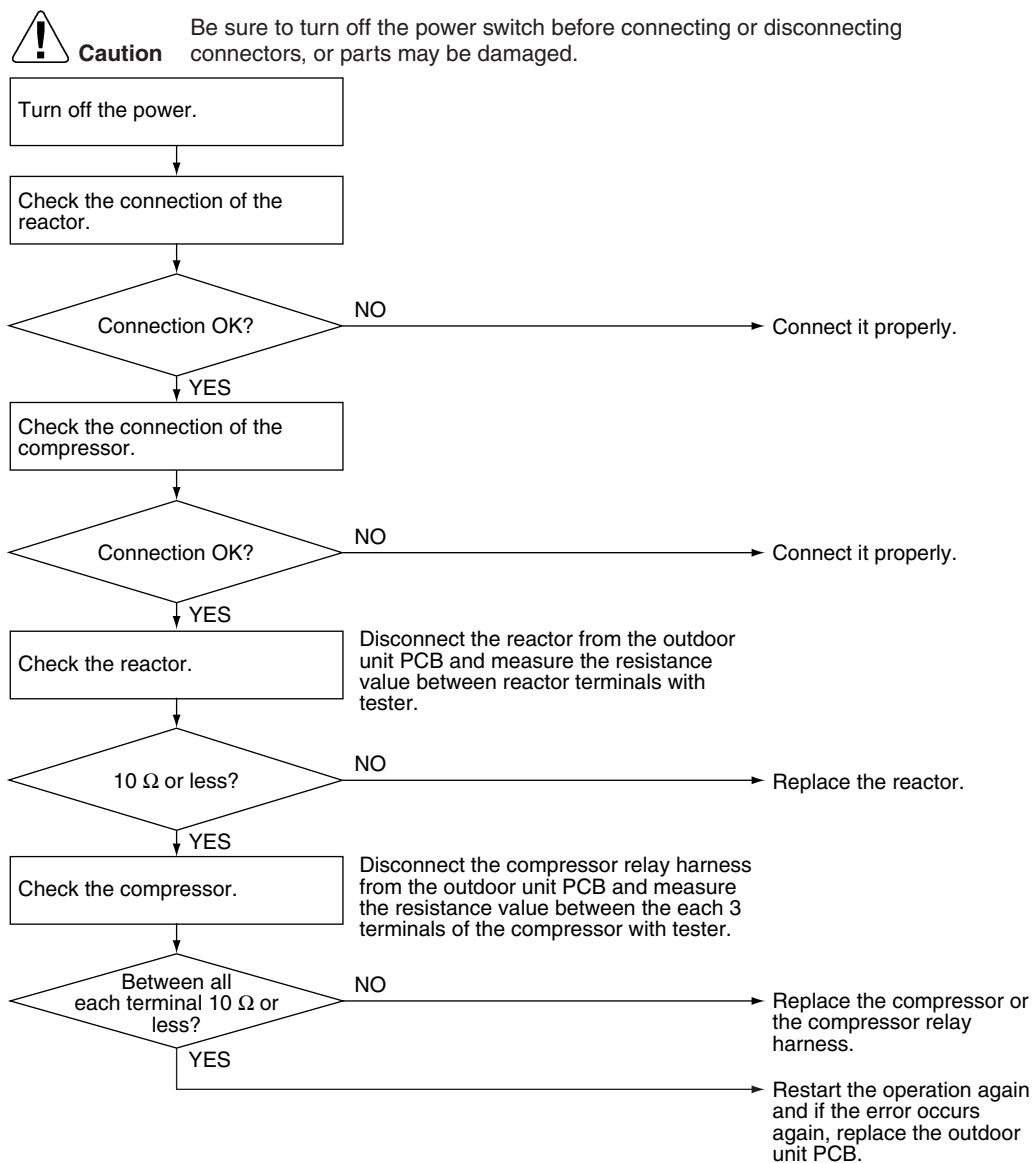 Be sure to turn off the power switch before connecting or disconnecting
Caution connectors, or parts may be damaged.
Turn off the power.
Check the connection of the
reactor.
Connection OK?
NO
Connect it properly.
YES
Check the connection of the
compressor.
Connection OK?
NO
Connect it properly.
YES
Check the reactor.
Disconnect the reactor from the outdoor
unit PCB and measure the resistance
value between reactor terminals with
tester.
10 Ω or less?
NO
Replace the reactor.
YES
Check the compressor.
Disconnect the compressor relay harness
from the outdoor unit PCB and measure
the resistance value between the each 3
terminals of the compressor with tester.
Between all
each terminal 10 Ω or
less?
NO
Replace the compressor or
the compressor relay
harness.
YES
Restart the operation again
and if the error occurs
again, replace the outdoor
unit PCB.